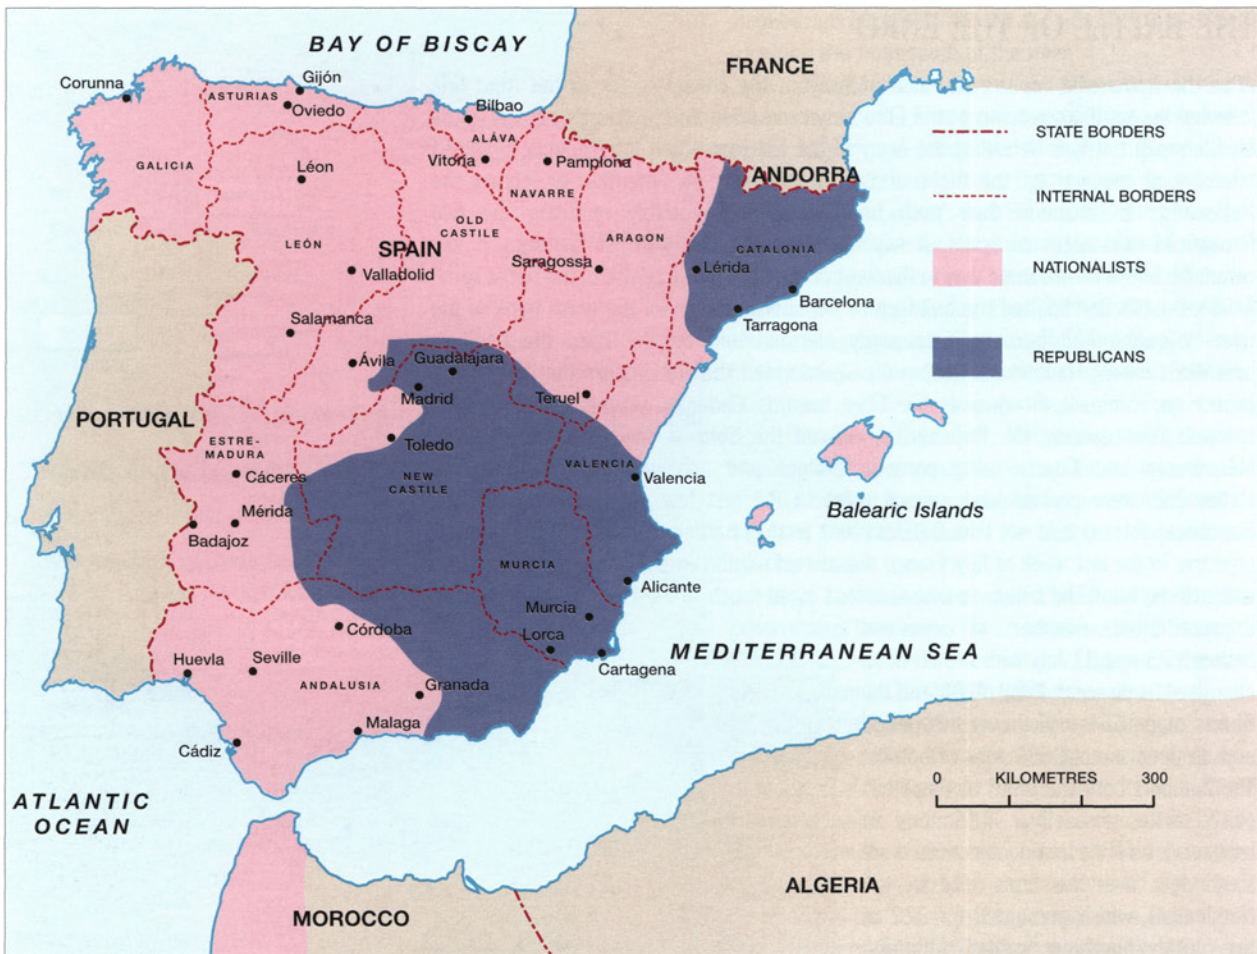 BAY OF BISCAY
FRANCE
Corunna
ASTURIAS
Gijón
Oviedo
Bilbao
ALÁVA
Vitoria
Pamplona
GALICIA
Léon
NAVARRE
ANDORRA
STATE BORDERS
INTERNAL BORDERS
OLD
CASTILE
LEÓN
SPAIN
ARAGON
CATALONIA
Valladolid
Saragossa
Lérida
NATIONALISTS
Barcelona
Salamanca
Tarragona
Ávila
Guadalajara
REPUBLICANS
Madrid
Teruel
PORTUGAL
ESTRE-
MADURA
Toledo
Cáceres
NEW
CASTILE
VALENCIA
Valencia
Mérida
Badajoz
Balearic Islands
MURCIA
Alicante
Murcia
Córdoba
Lorca
Cartagena
MEDITERRANEAN SEA
Huevla
Seville
ANDALUSIA
Granada
Malaga
Cádiz
ATLANTIC
OCEAN
0 KILOMETRES 300
MOROCCO
ALGERIA